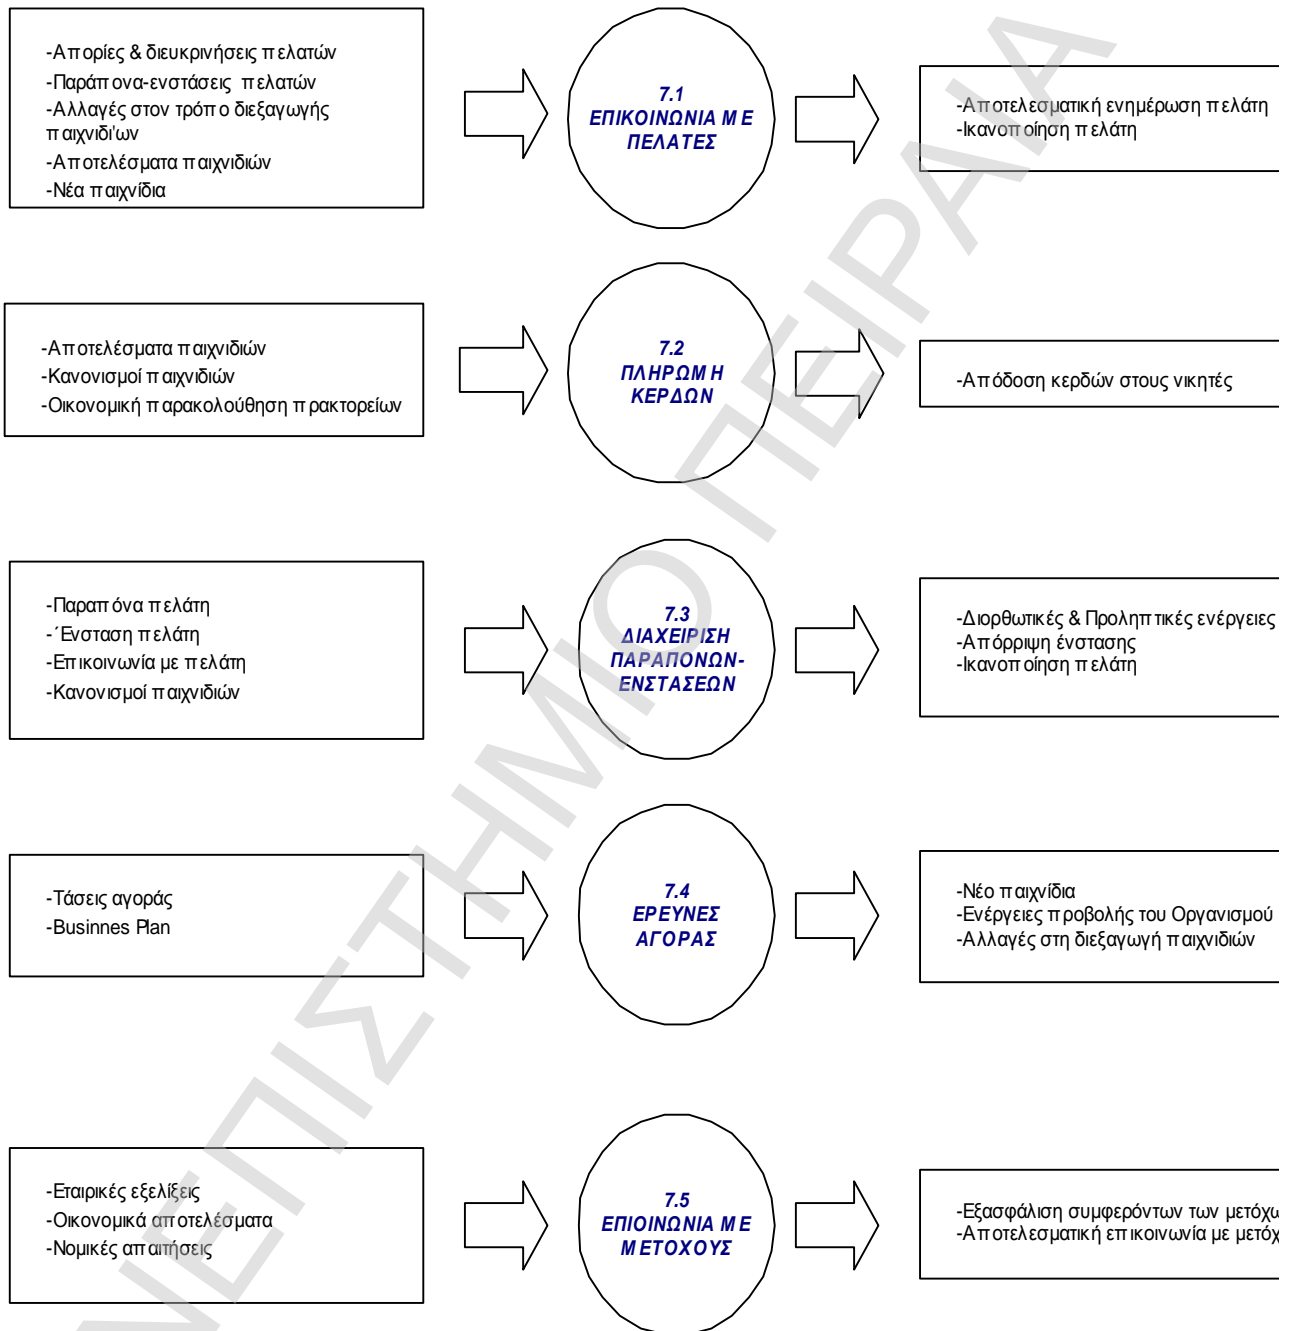 -Απορίες & διευκρινήσεις πελατών
-Παράπονα-ενστάσεις πελατών
-Αλλαγές στον τρόπο διεξαγωγής
παιχνιδι'ων
-Αποτελέσματα παιχνιδιών
-Νέα παιχνίδια
7.1
ΕΠΙΚΟΙΝΩΝΙΑ ΜΕ
ΠΕΛΑΤΕΣ
-Αποτελεσματική ενημέρωση πελάτη
-Ικανοποίηση πελάτη
-Αποτελέσματα παιχνιδιών
-Κανονισμοί παιχνιδιών
-Οικονομική παρακολούθηση πρακτορείων
7.2
ΠΛΗΡΩΜΗ
ΚΕΡΔΩΝ
-Απόδοση κερδών στους νικητές
-Παραπόνα πελάτη
-΄Ενσταση πελάτη
-Επικοινωνία με πελάτη
-Κανονισμοί παιχνιδιών
7.3
ΔΙΑΧΕΙΡΙΣΗ
ΠΑΡΑΠΟΝΩΝ-
ΕΝΣΤΑΣΕΩΝ
-Διορθωτικές & Προληπτικές ενέργειες
-Απόρριψη ένστασης
-Ικανοποίηση πελάτη
-Τάσεις αγοράς
-Businnes Plan
7.4
ΕΡΕΥΝΕΣ
ΑΓΟΡΑΣ
-Νέο παιχνίδια
-Ενέργειες προβολής του Οργανισμού
-Αλλαγές στη διεξαγωγή παιχνιδιών
-Εταιρικές εξελίξεις
-Οικονομικά αποτελέσματα
-Νομικές απαιτήσεις
7.5
ΕΠΙΟΙΝΩΝΙΑ ΜΕ
ΜΕΤΟΧΟΥΣ
-Εξασφάλιση συμφερόντων των
-Αποτελεσματική επικοινωνία με
ΝΕΠΙΣΤΗΜΙΟ ΠΕΙΡΑΙΑ